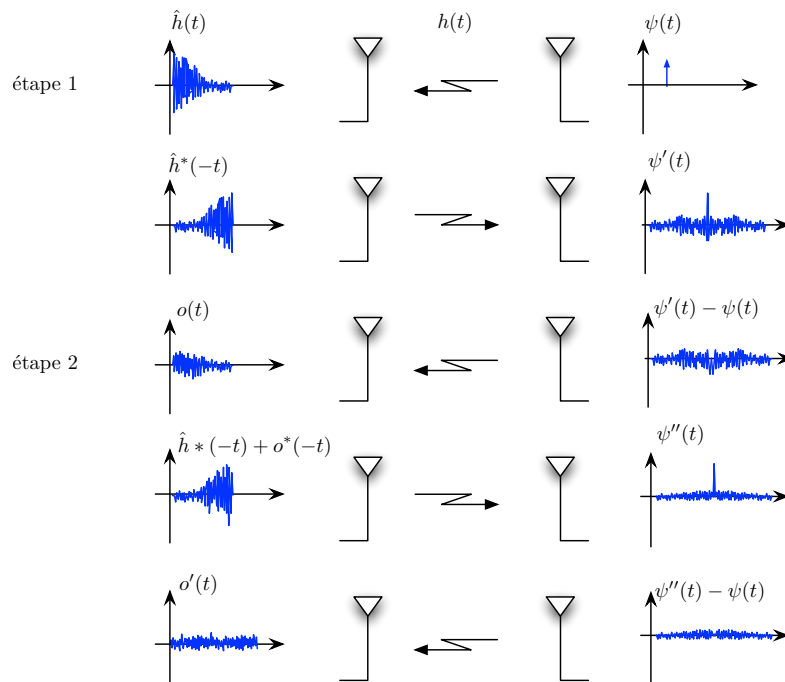 ĥ(t) h(t) ψ(t)
étape 1
ĥ*(−t) ψ′(t)
o(t) ψ′(t) − ψ(t)
étape 2
ĥ ∗ (−t) + o*(−t) ψ′′(t)
o′(t) ψ′′(t) − ψ(t)